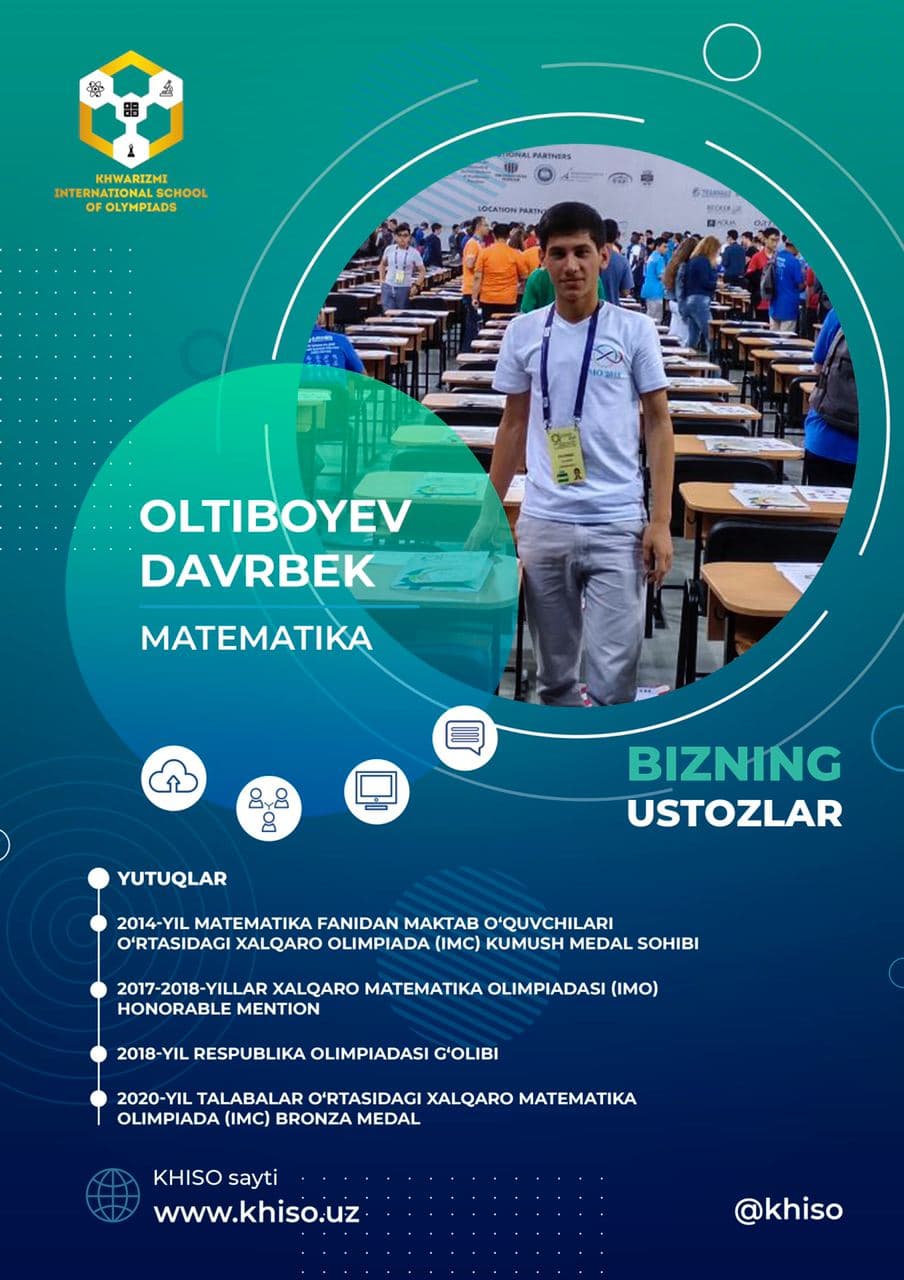 KHWARIZMI
INTERNATIONAL SCHOOL
OF OLYMPIADS
PARTNERS
LOCATION
OLTIBOYEV
DAVRBEK
MATEMATIKA
BIZNING
USTOZLAR
YUTUQLAR
2014-YIL MATEMATIKA FANIDAN MAKTAB O‘QUVCHILARI
O‘RTASIDAGI XALQARO OLIMPIADA (IMC) KUMUSH MEDAL SOHIBI
2017-2018-YILLAR XALQARO MATEMATIKA OLIMPIADASI (IMO)
HONORABLE MENTION
2018-YIL RESPUBLIKA OLIMPIADASI G‘OLIBI
2020-YIL TALABALAR O‘RTASIDAGI XALQARO MATEMATIKA
OLIMPIADA (IMC) BRONZA MEDAL
KHISO sayti
www.khiso.uz
@khiso